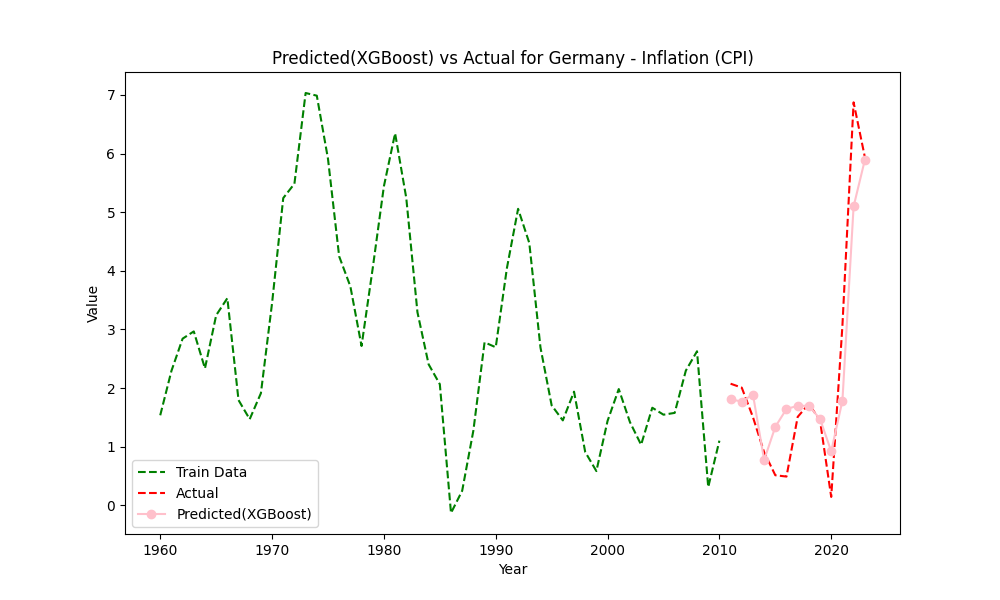 Predicted(XGBoost) vs Actual for Germany - Inflation (CPI)
Value
7
6
5
4
3
2
1
0
Train Data
Actual
Predicted(XGBoost)
1960 1970 1980 1990 2000 2010 2020
Year